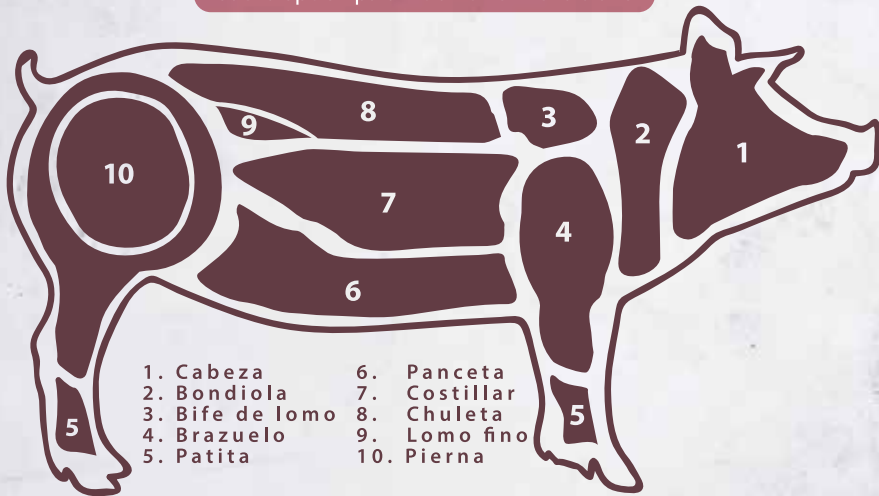 8
3
2
1
9
10
7
4
6
5
5
1. Cabeza
2. Bondiola
3. Bife de lomo
4. Brazuelo
5. Patita
6. Panceta
7. Costillar
8. Chuleta
9. Lomo fino
10. Pierna